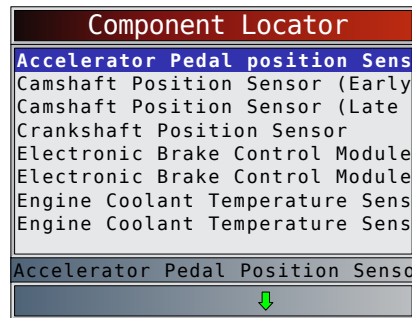 Component Locator
Accelerator Pedal position Sens
Camshaft Position Sensor (Early
Camshaft Position Sensor (Late
Crankshaft Position Sensor
Electronic Brake Control Module
Electronic Brake Control Module
Engine Coolant Temperature Sens
Engine Coolant Temperature Sens
Accelerator Pedal Position Senso